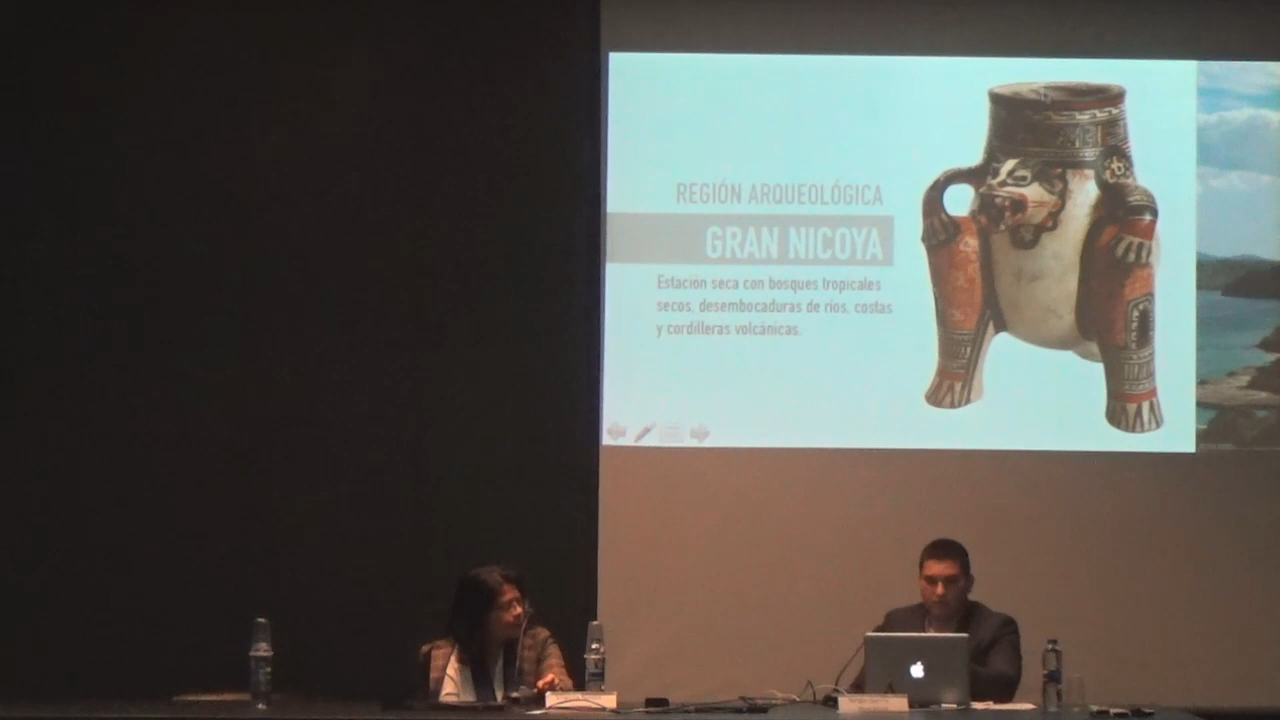 REGIÓN ARQUEOLÓGICA
GRAN NICOYA
Estación seca con bosques tropicales
secos, desembocaduras de ríos, costas
y cordilleras volcánicas.